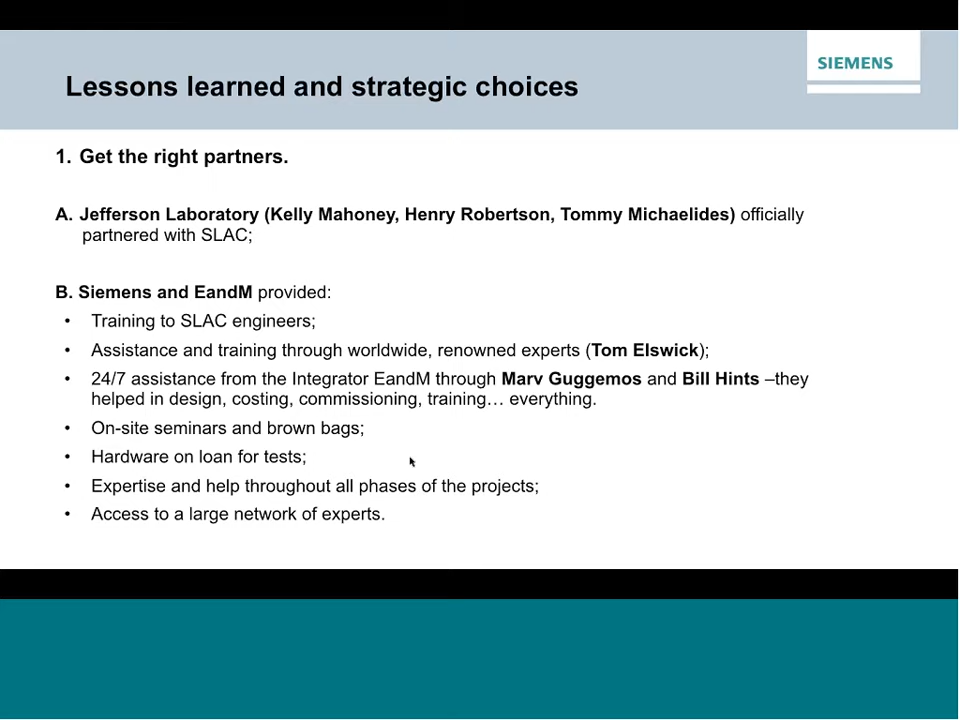 SIEMENS
Lessons learned and strategic choices
1. Get the right partners.
A. Jefferson Laboratory (Kelly Mahoney, Henry Robertson, Tommy Michaelides) officially
partnered with SLAC;
B. Siemens and EandM provided:
• Training to SLAC engineers;
• Assistance and training through worldwide, renowned experts (Tom Elswick);
• 24/7 assistance from the Integrator EandM through Marv Guggemos and Bill Hints –they
helped in design, costing, commissioning, training… everything.
• On-site seminars and brown bags;
• Hardware on loan for tests;
• Expertise and help throughout all phases of the projects;
• Access to a large network of experts.